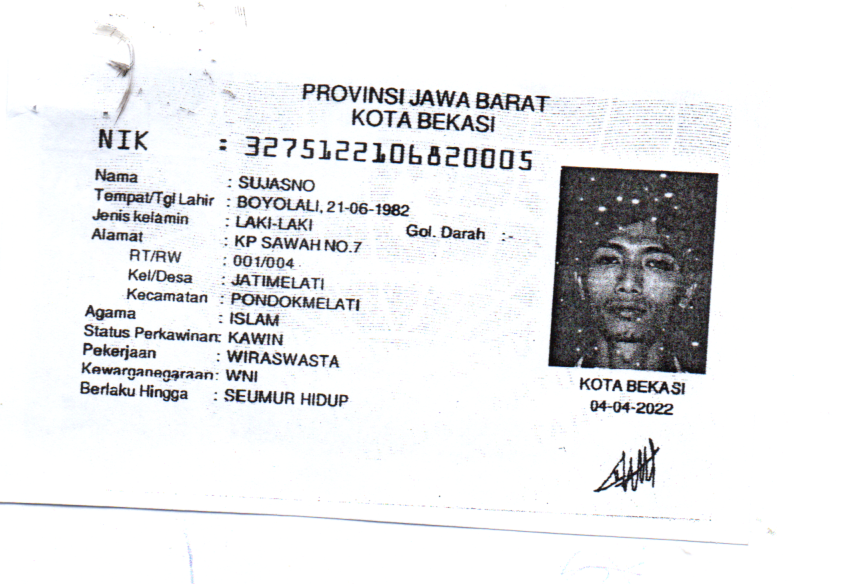 PROVINSI JAWA BARAT
KOTA BEKASI
NIK : 3275122106820005
Nama : SUJASNO
Tempat/Tgl Lahir : BOYOLALI, 21-06-1982
Jenis kelamin : LAKI-LAKI Gol. Darah : -
Alamat : KP SAWAH NO.7
RT/RW : 001/004
Kel/Desa : JATIMELATI
Kecamatan : PONDOKMELATI
Agama : ISLAM
Status Perkawinan: KAWIN
Pekerjaan : WIRASWASTA
Kewarganegaraan: WNI
Berlaku Hingga : SEUMUR HIDUP
KOTA BEKASI
04-04-2022